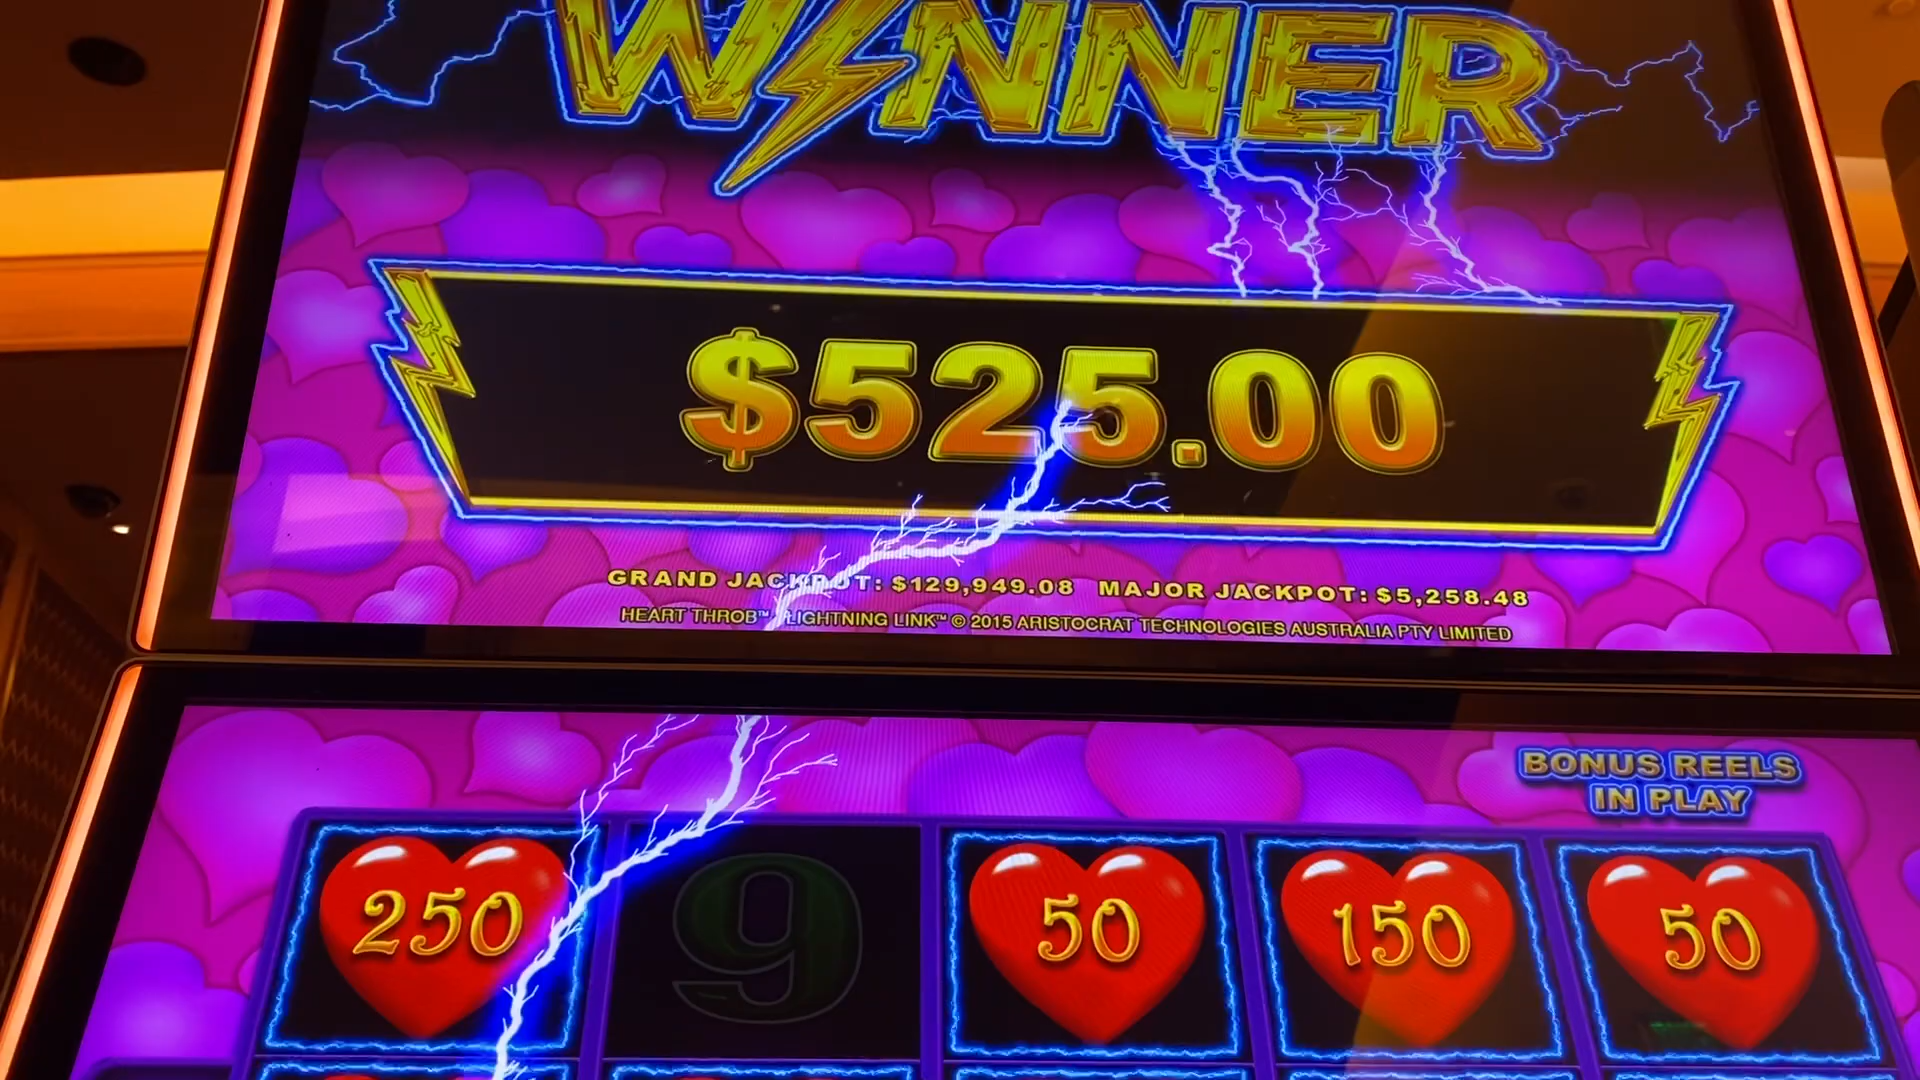 WINNER
$525.00
GRAND JACKPOT: $129,949.08 MAJOR JACKPOT: $5,258.48
HEART THROB™ LIGHTNING LINK™ © 2015 ARISTOCRAT TECHNOLOGIES AUSTRALIA PTY LIMITED
BONUS REELS
IN PLAY
250 9 50 150 50